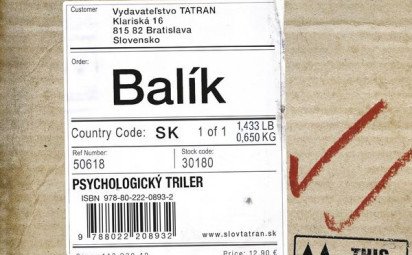 Customer
Vydavateľstvo TATRAN
Klariská 16
815 82 Bratislava
Slovensko
Order:
Balík
Country Code: SK 1 of 1 1,433 LB
0,650 KG
Ref Number: Stock code:
50618 30180
PSYCHOLOGICKÝ TRILER
ISBN 978-80-222-0893-2
9 788022 208932
www.slovtatran.sk
Price: 12,90 €
THIS